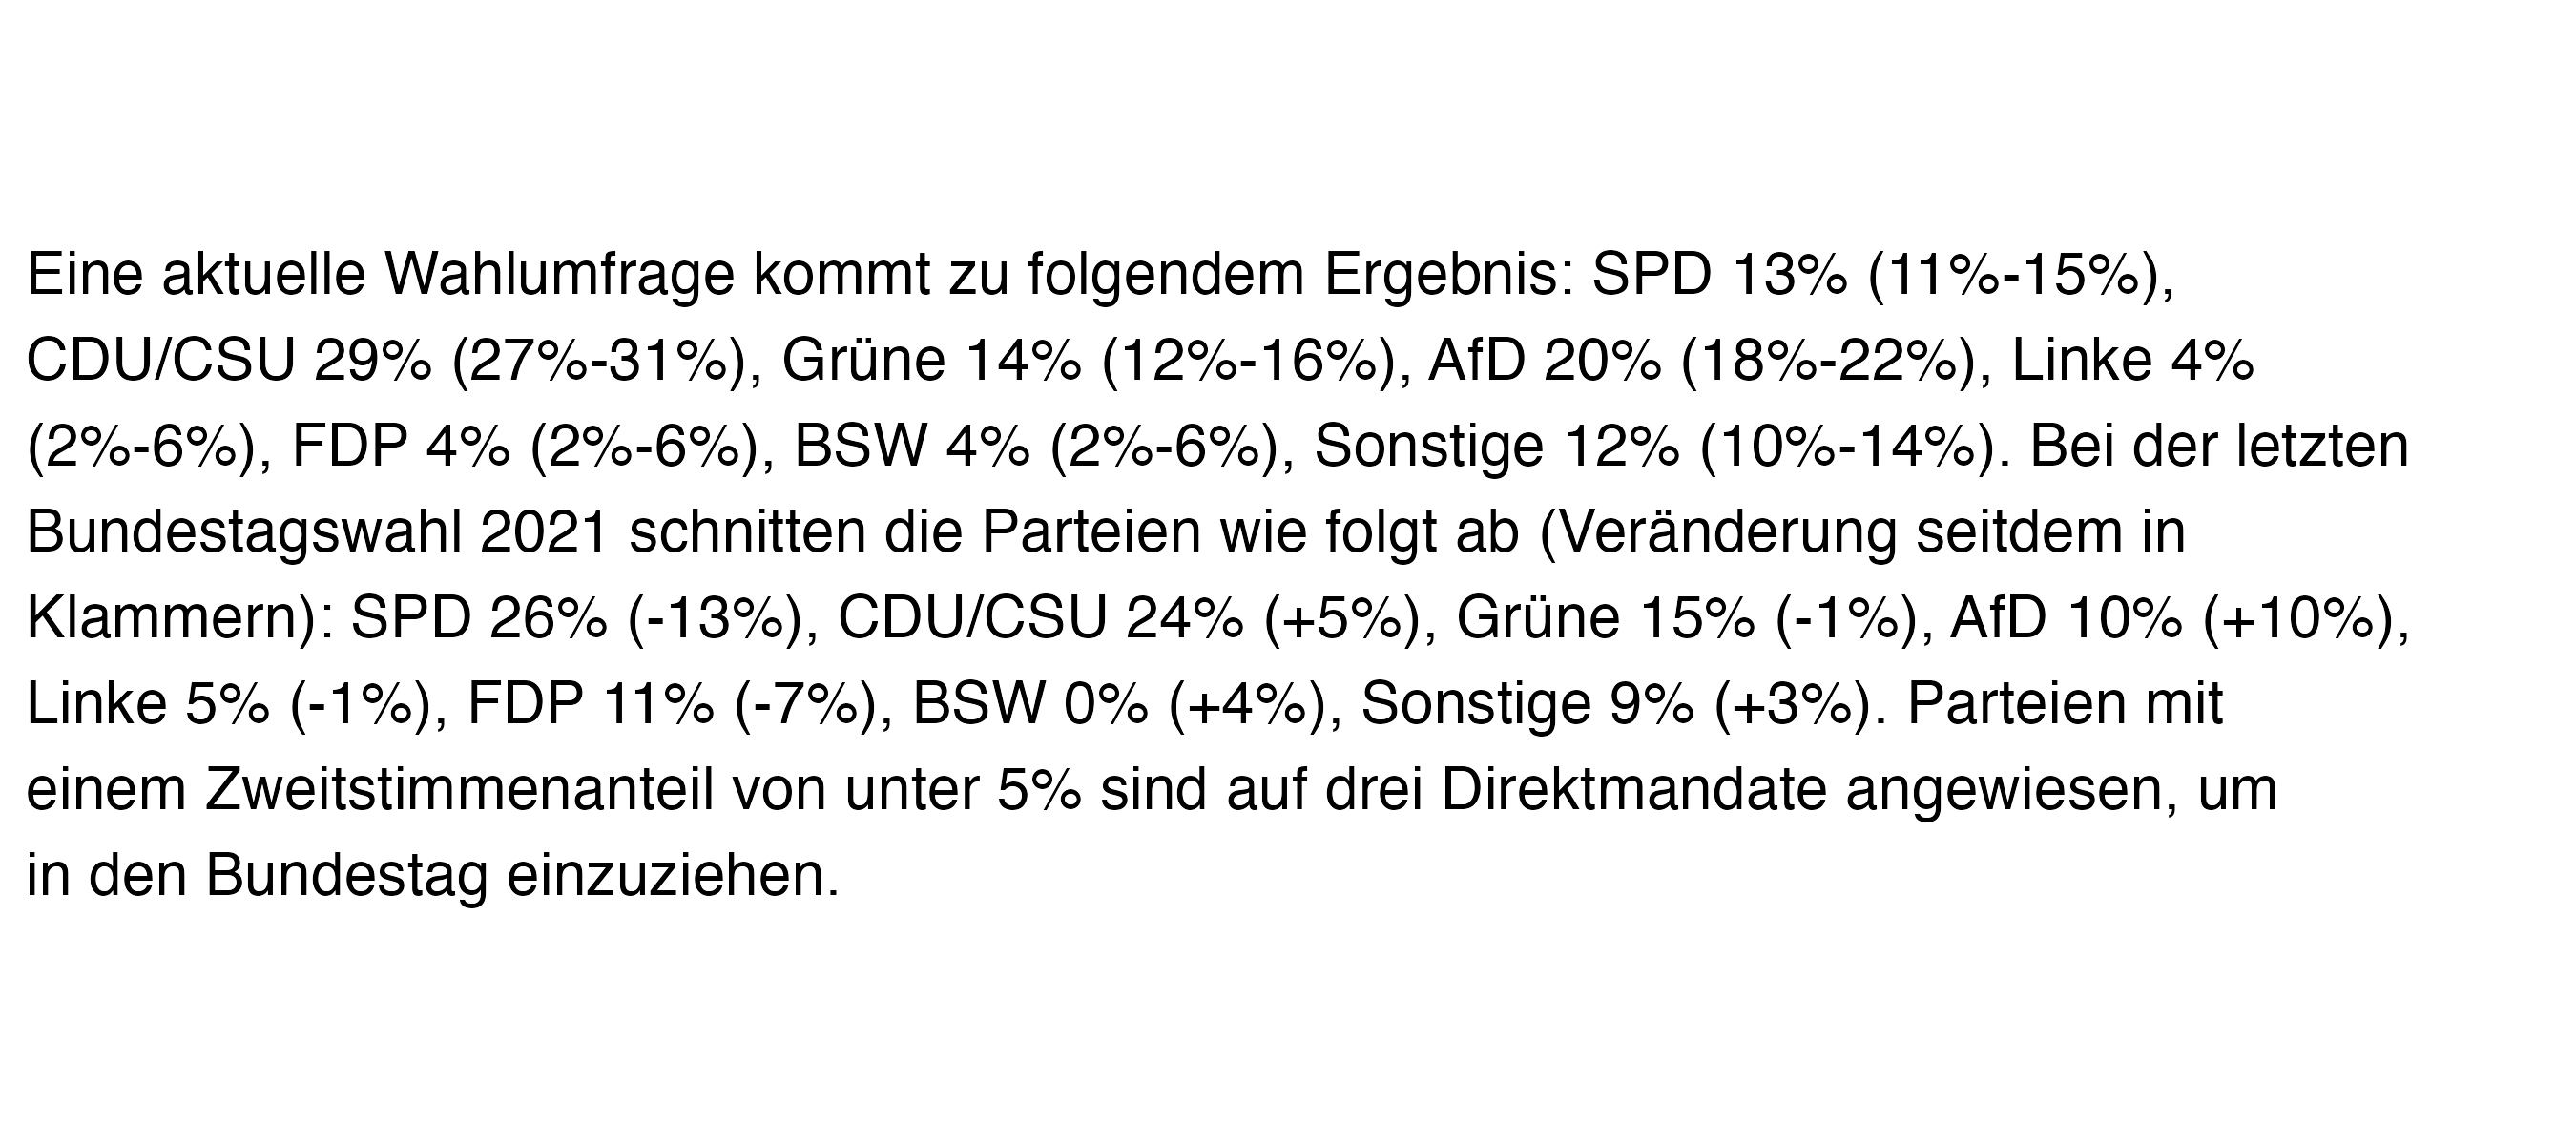 Eine aktuelle Wahlumfrage kommt zu folgendem Ergebnis: SPD 13% (11%-15%),
CDU/CSU 29% (27%-31%), Grüne 14% (12%-16%), AfD 20% (18%-22%), Linke 4%
(2%-6%), FDP 4% (2%-6%), BSW 4% (2%-6%), Sonstige 12% (10%-14%). Bei der letzten
Bundestagswahl 2021 schnitten die Parteien wie folgt ab (Veränderung seitdem in
Klammern): SPD 26% (-13%), CDU/CSU 24% (+5%), Grüne 15% (-1%), AfD 10% (+10%),
Linke 5% (-1%), FDP 11% (-7%), BSW 0% (+4%), Sonstige 9% (+3%). Parteien mit
einem Zweitstimmenanteil von unter 5% sind auf drei Direktmandate angewiesen, um
in den Bundestag einzuziehen.